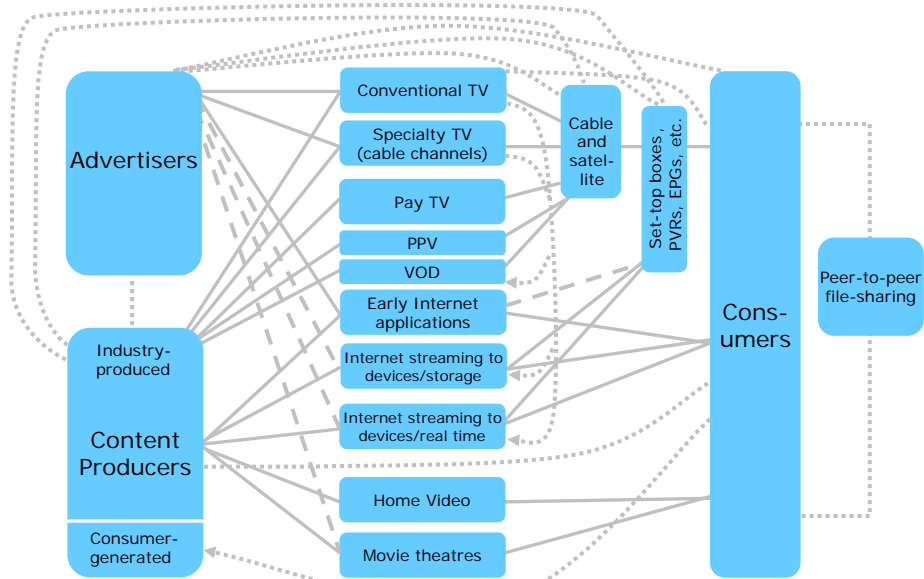 Advertisers
Industry-
produced
Content
Producers
Consumer-
generated
Conventional TV
Specialty TV
(cable channels)
Pay TV
PPV
VOD
Early Internet
applications
Internet streaming to
devices/storage
Internet streaming to
devices/real time
Home Video
Movie theatres
Cable
and
satel-
lite
Set-top boxes ,
PVRs, EPGs, etc.
Cons-
umers
Peer-to-peer
file-sharing